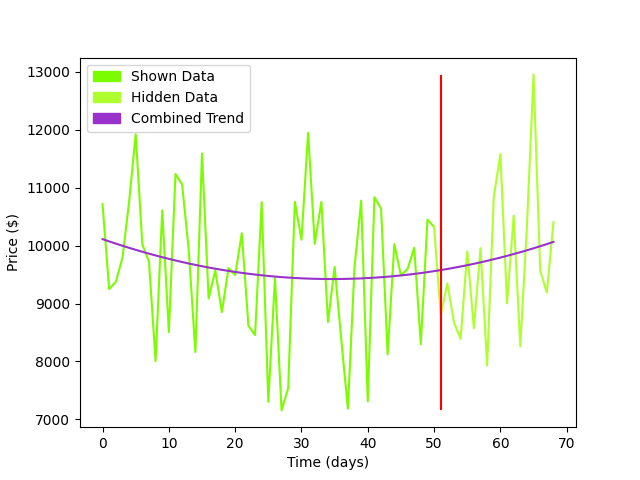 Shown Data
Hidden Data
Combined Trend
13000
12000
11000
10000
9000
8000
7000
Price ($)
0 10 20 30 40 50 60 70
Time (days)